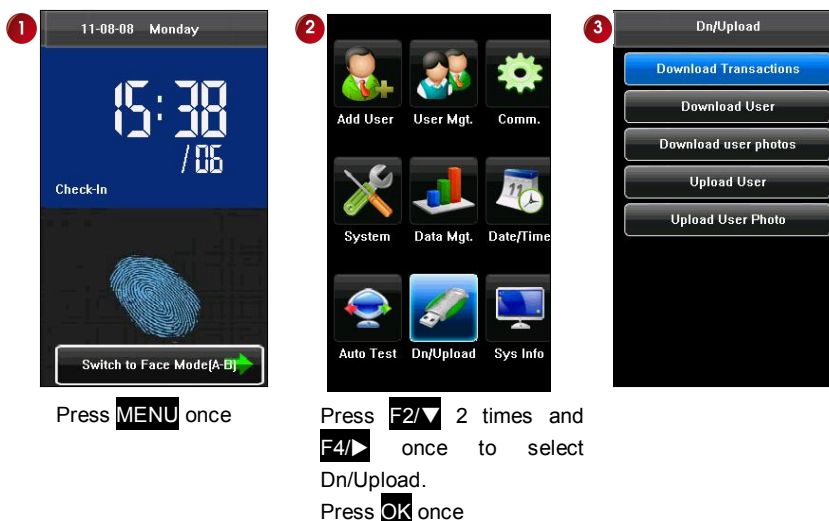 1
11-08-08 Monday
15:38
/06
Check-In
Switch to Face Mode(A-B)
Press MENU once
2
Add User User Mgt. Comm.
System Data Mgt. Date/Time
11
Auto Test Dn/Upload Sys Info
Press F2/▼ 2 times and
F4/▶ once to select
Dn/Upload.
Press OK once
3
Dn/Upload
Download Transactions
Download User
Download user photos
Upload User
Upload User Photo